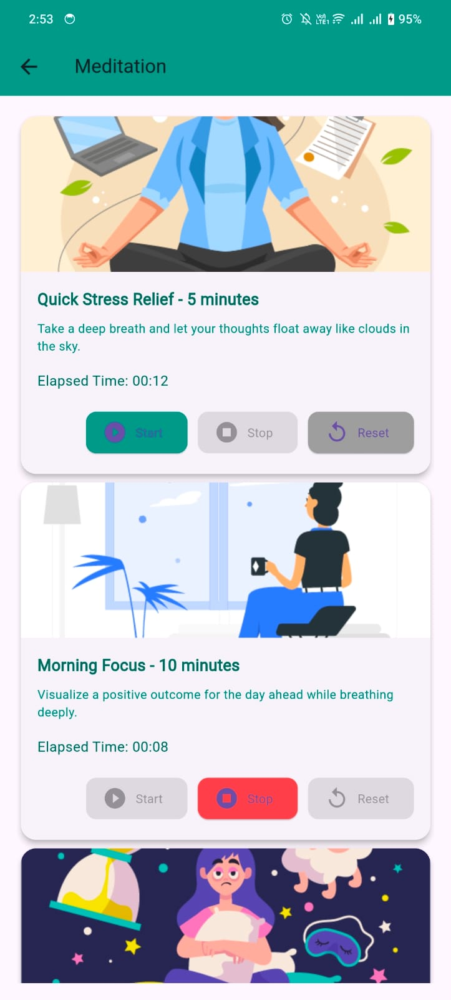 2:53
Vo)) LTE1
95%
Meditation
Quick Stress Relief - 5 minutes
Take a deep breath and let your thoughts float away like clouds in
the sky.
Elapsed Time: 00:12
Start Stop Reset
Morning Focus - 10 minutes
Visualize a positive outcome for the day ahead while breathing
deeply.
Elapsed Time: 00:08
Start Stop Reset